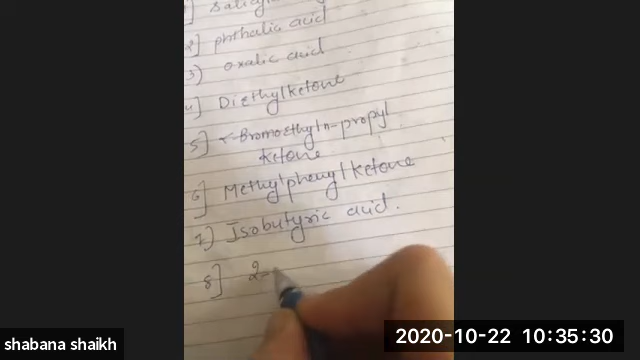 ] Salicyl
2] phthalic acid
3) oxalic acid
4] Diethylketone
5] α-Bromoethyl n-propyl
ketone
6] Methylphenylketone
7) Isobutyric acid.
8] 2-
shabana shaikh
2020-10-22 10:35:30